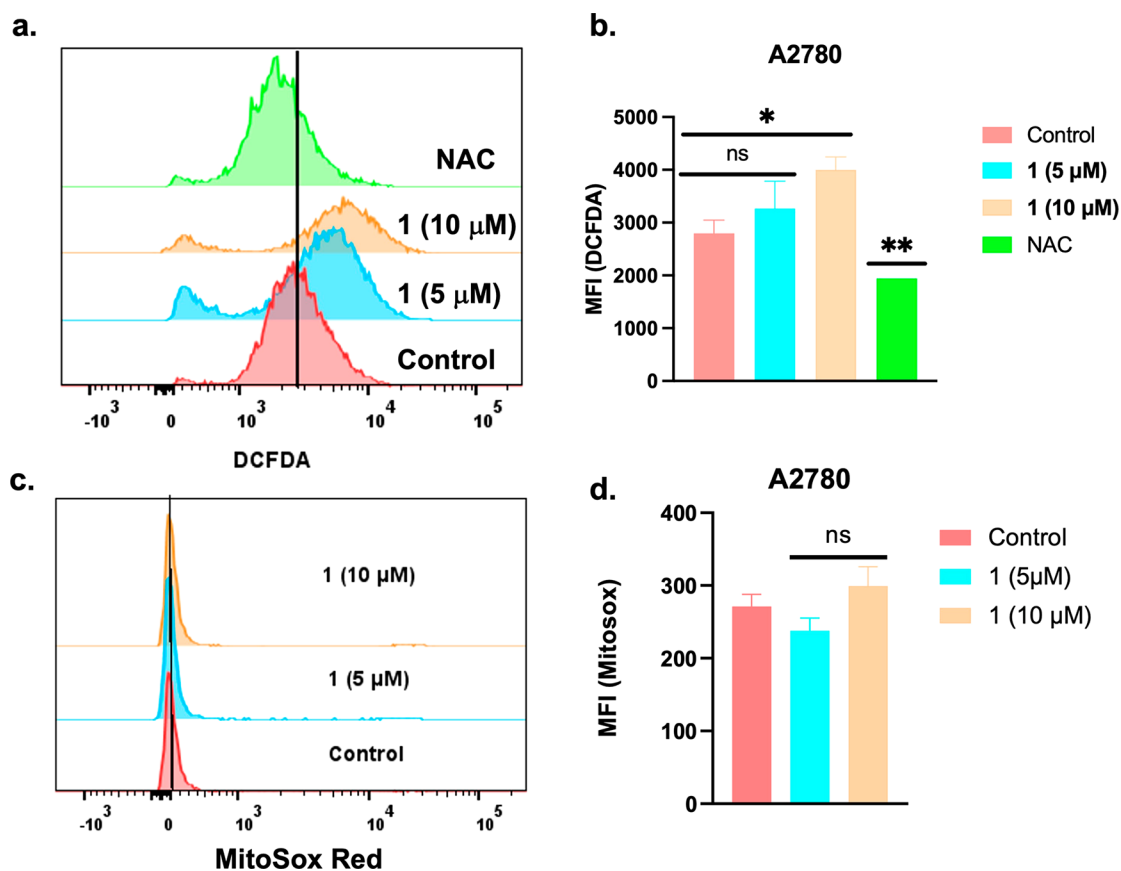 a.
NAC
1 (10 μM)
1 (5 μM)
Control
-10³ 0 10³ 10⁴ 10⁵
DCFDA
b.
A2780
MFI (DCFDA)
5000
4000
3000
2000
1000
0
*
ns
**
Control
1 (5 μM)
1 (10 μM)
NAC
c.
1 (10 μM)
1 (5 μM)
Control
-10³ 0 10³ 10⁴ 10⁵
MitoSox Red
d.
A2780
MFI (Mitosox)
400
300
200
100
0
ns
Control
1 (5μM)
1 (10 μM)